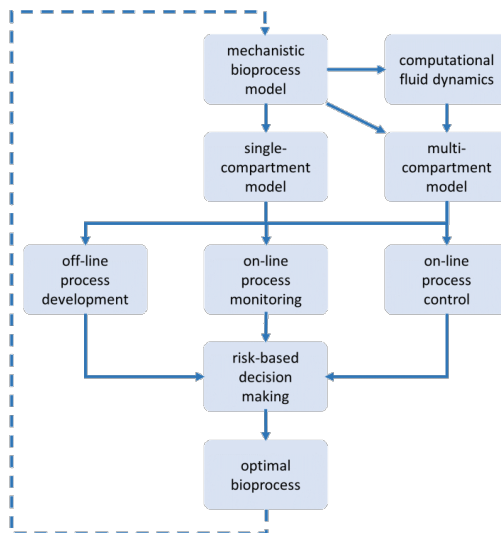 mechanistic
bioprocess
model
computational
fluid dynamics
single-
compartment
model
multi-
compartment
model
off-line
process
development
on-line
process
monitoring
on-line
process
control
risk-based
decision
making
optimal
bioprocess